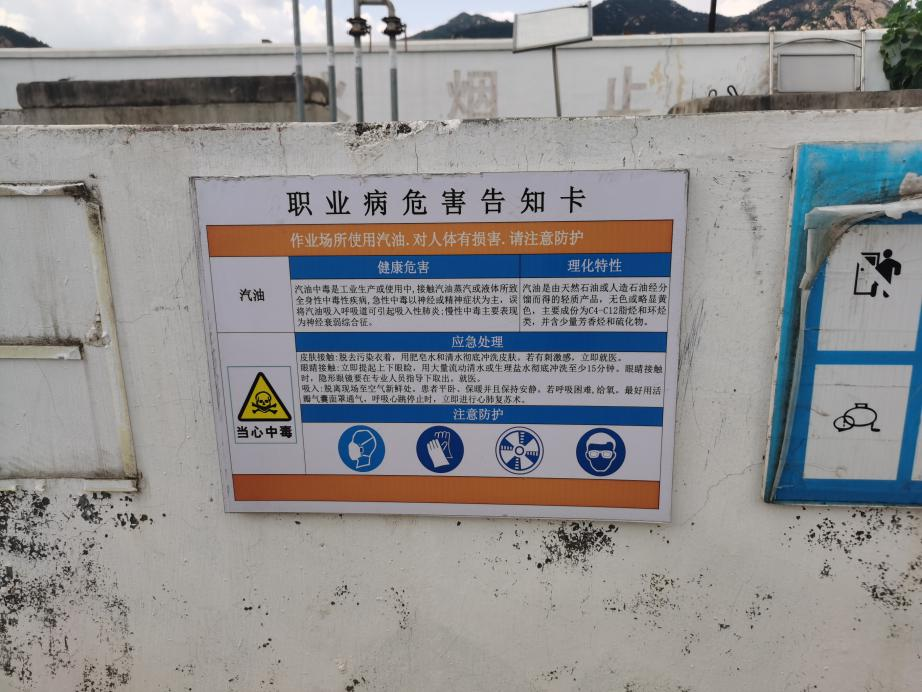 烟 止
职业病危害告知卡
作业场所使用汽油.对人体有损害.请注意防护
汽油
健康危害
汽油中毒是工业生产或使用中,接触汽油蒸汽或液体所致
全身性中毒性疾病,急性中毒以神经或精神症状为主,误
将汽油吸入呼吸道可引起吸入性肺炎;慢性中毒主要表现
为神经衰弱综合征。
理化特性
汽油是由天然石油或人造石油经分
馏而得的轻质产品,无色或略显黄
色,主要成份为C4-C12脂烃和环烃
类,并含少量芳香烃和硫化物。
应急处理
皮肤接触:脱去污染衣着,用肥皂水和清水彻底冲洗皮肤。若有刺激感,立即就医。
眼睛接触:立即提起上下眼睑,用大量流动清水或生理盐水彻底冲洗至少15分钟。眼睛接触
时,隐形眼镜要在专业人员指导下取出。就医。
吸入:脱离现场至空气新鲜处。患者平卧、保暖并且保持安静。若呼吸困难,给氧。最好用活
瓣气囊面罩通气,呼吸心跳停止时,立即进行心肺复苏术。
当心中毒
注意防护